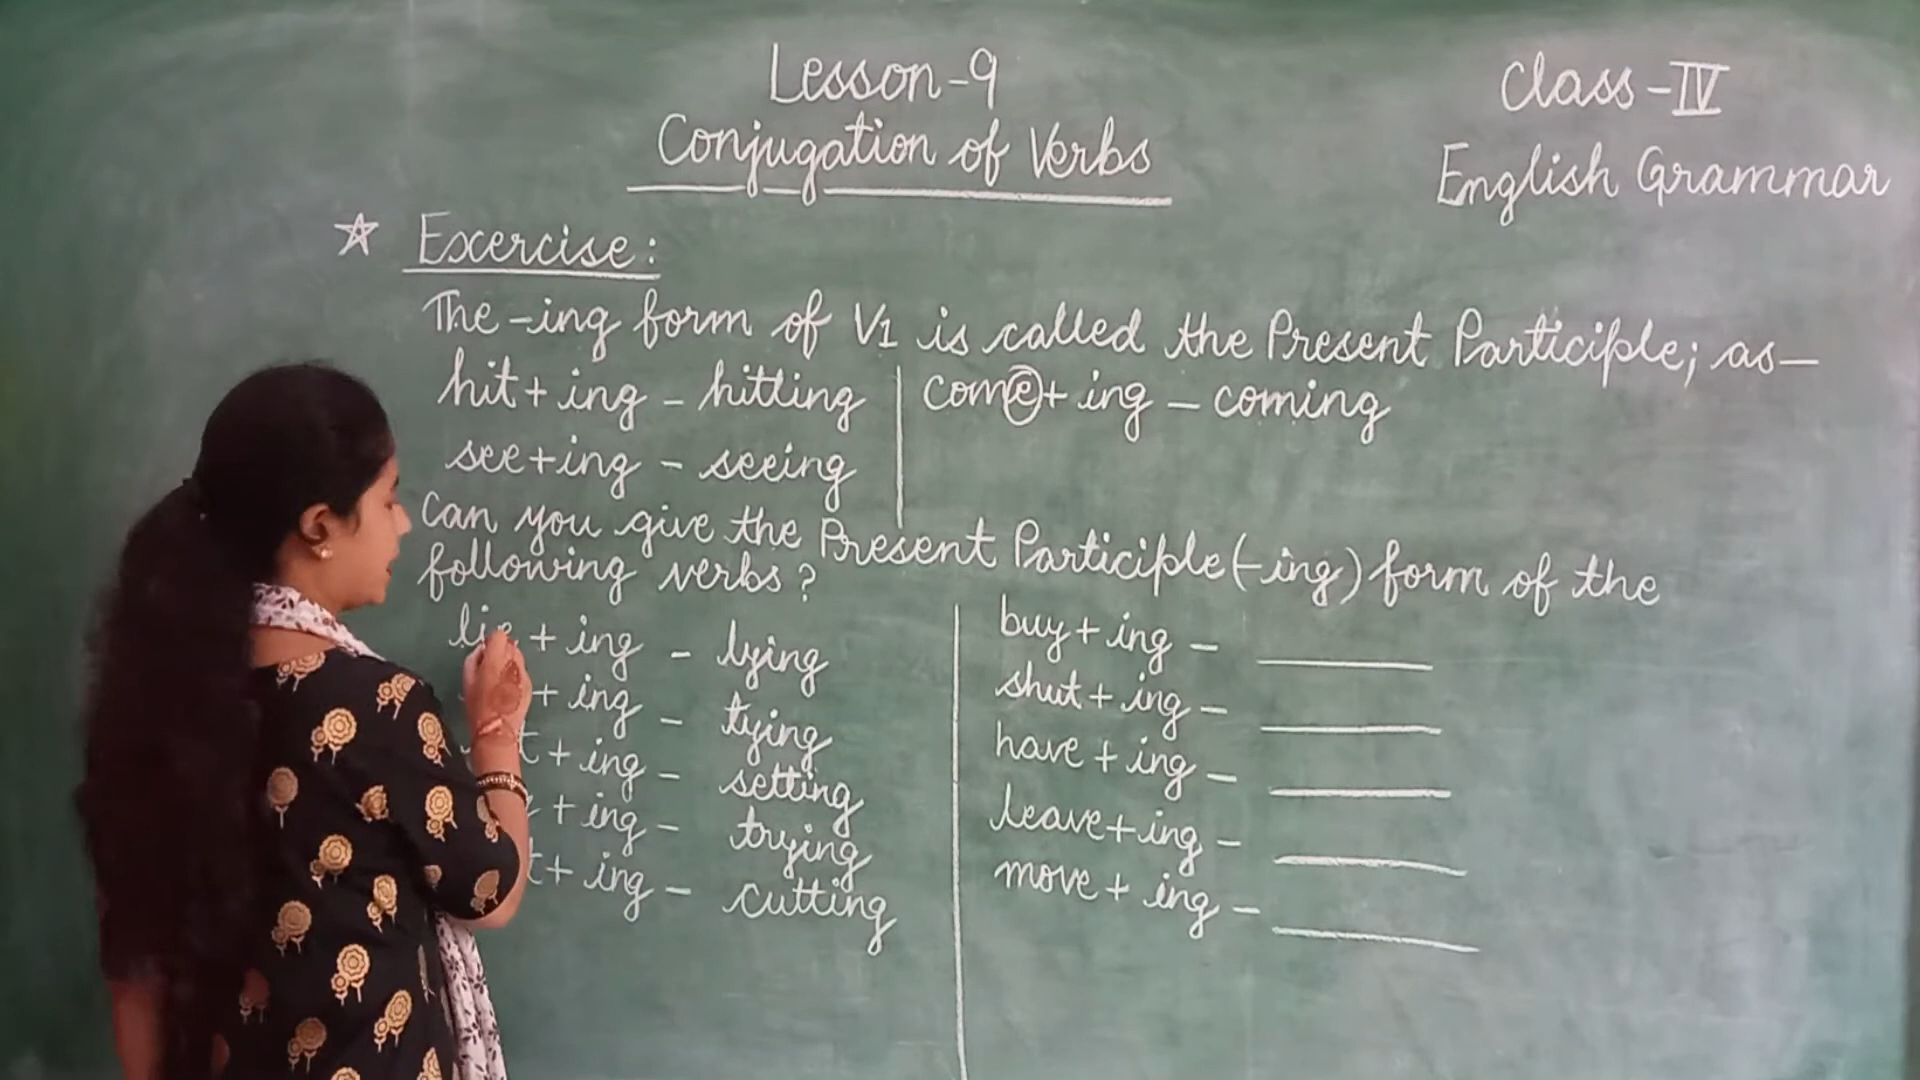 Lesson-9
Class-IV
Conjugation of Verbs
English Grammar
Exercise:
The -ing form of V1 is called the Present Participle; as—
hit + ing - hitting
see+ing - seeing
come + ing - coming
Can you give the Present Participle (-ing) form of the
following verbs?
+ ing - lying
+ ing - tying
+ ing - setting
+ ing - trying
+ ing - cutting
buy + ing -
shut + ing -
have + ing -
leave+ing -
move + ing -